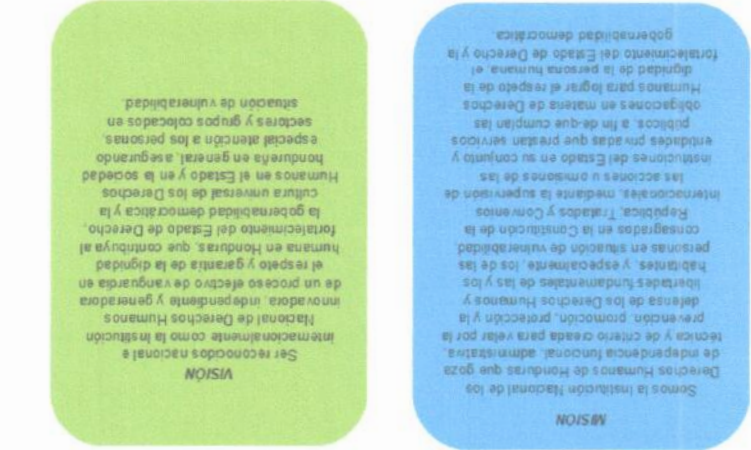 MISION
Somos la Institución Nacional de los
Derechos Humanos de Honduras que goza
de independencia funcional, administrativa,
técnica y de criterio creada para velar por la
prevención, promoción, protección y la
defensa de los Derechos Humanos y
libertades fundamentales de las y los
habitantes, y especialmente, los de las
personas en situación de vulnerabilidad,
consagrados en la Constitución de la
República, Tratados y Convenios
internacionales, mediante la supervisión de
las acciones u omisiones de las
instituciones del Estado en su conjunto y
entidades privadas que prestan servicios
públicos, a fin de-que cumplan las
obligaciones en materia de Derechos
Humanos para lograr el respeto de la
dignidad de la persona humana, el
fortalecimiento del Estado de Derecho y la
gobernabilidad democrática.
VISIÓN
Ser reconocidos nacional e
internacionalmente como la Institución
Nacional de Derechos Humanos
innovadora, independiente y generadora
de un proceso efectivo de vanguardia en
el respeto y garantía de la dignidad
humana en Honduras, que contribuya al
fortalecimiento del Estado de Derecho,
la gobernabilidad democrática y la
cultura universal de los Derechos
Humanos en el Estado y en la sociedad
hondureña en general, asegurando
especial atención a los personas,
sectores y grupos colocados en
situación de vulnerabilidad.